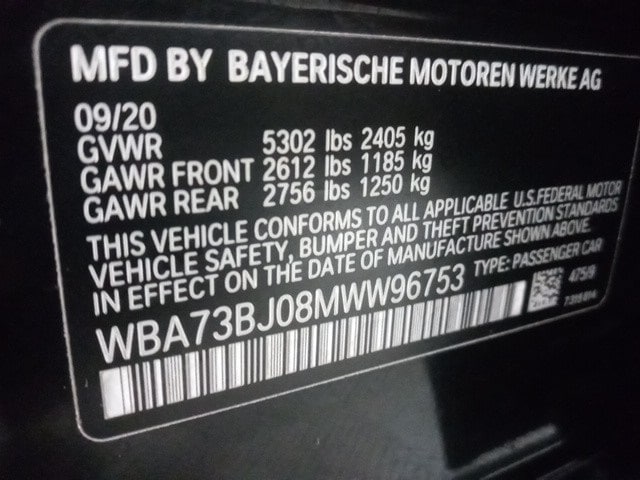 MFD BY BAYERISCHE MOTOREN WERKE AG
09/20
GVWR 5302 lbs 2405 kg
GAWR FRONT 2612 lbs 1185 kg
GAWR REAR 2756 lbs 1250 kg
THIS VEHICLE CONFORMS TO ALL APPLICABLE U.S.FEDERAL MOTOR
VEHICLE SAFETY, BUMPER AND THEFT PREVENTION STANDARDS
IN EFFECT ON THE DATE OF MANUFACTURE SHOWN ABOVE.
WBA73BJ08MWW96753 TYPE: PASSENGER CAR